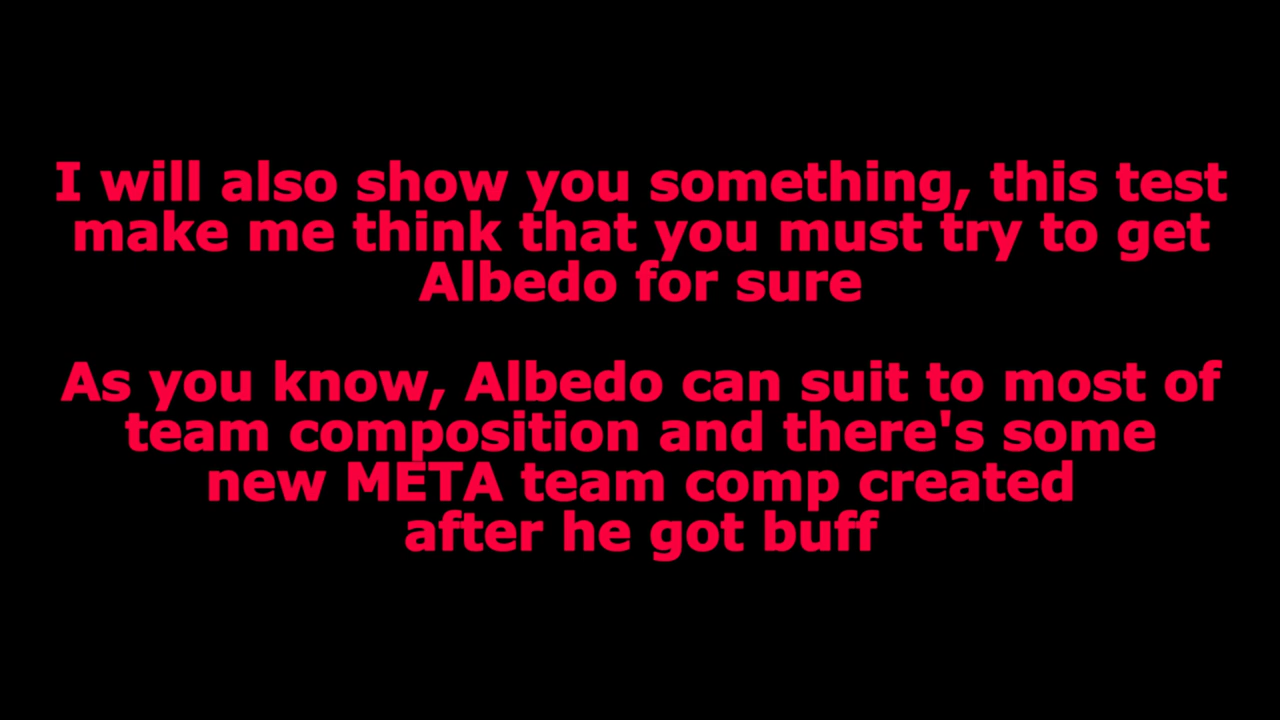 I will also show you something, this test
make me think that you must try to get
Albedo for sure
As you know, Albedo can suit to most of
team composition and there's some
new META team comp created
after he got buff